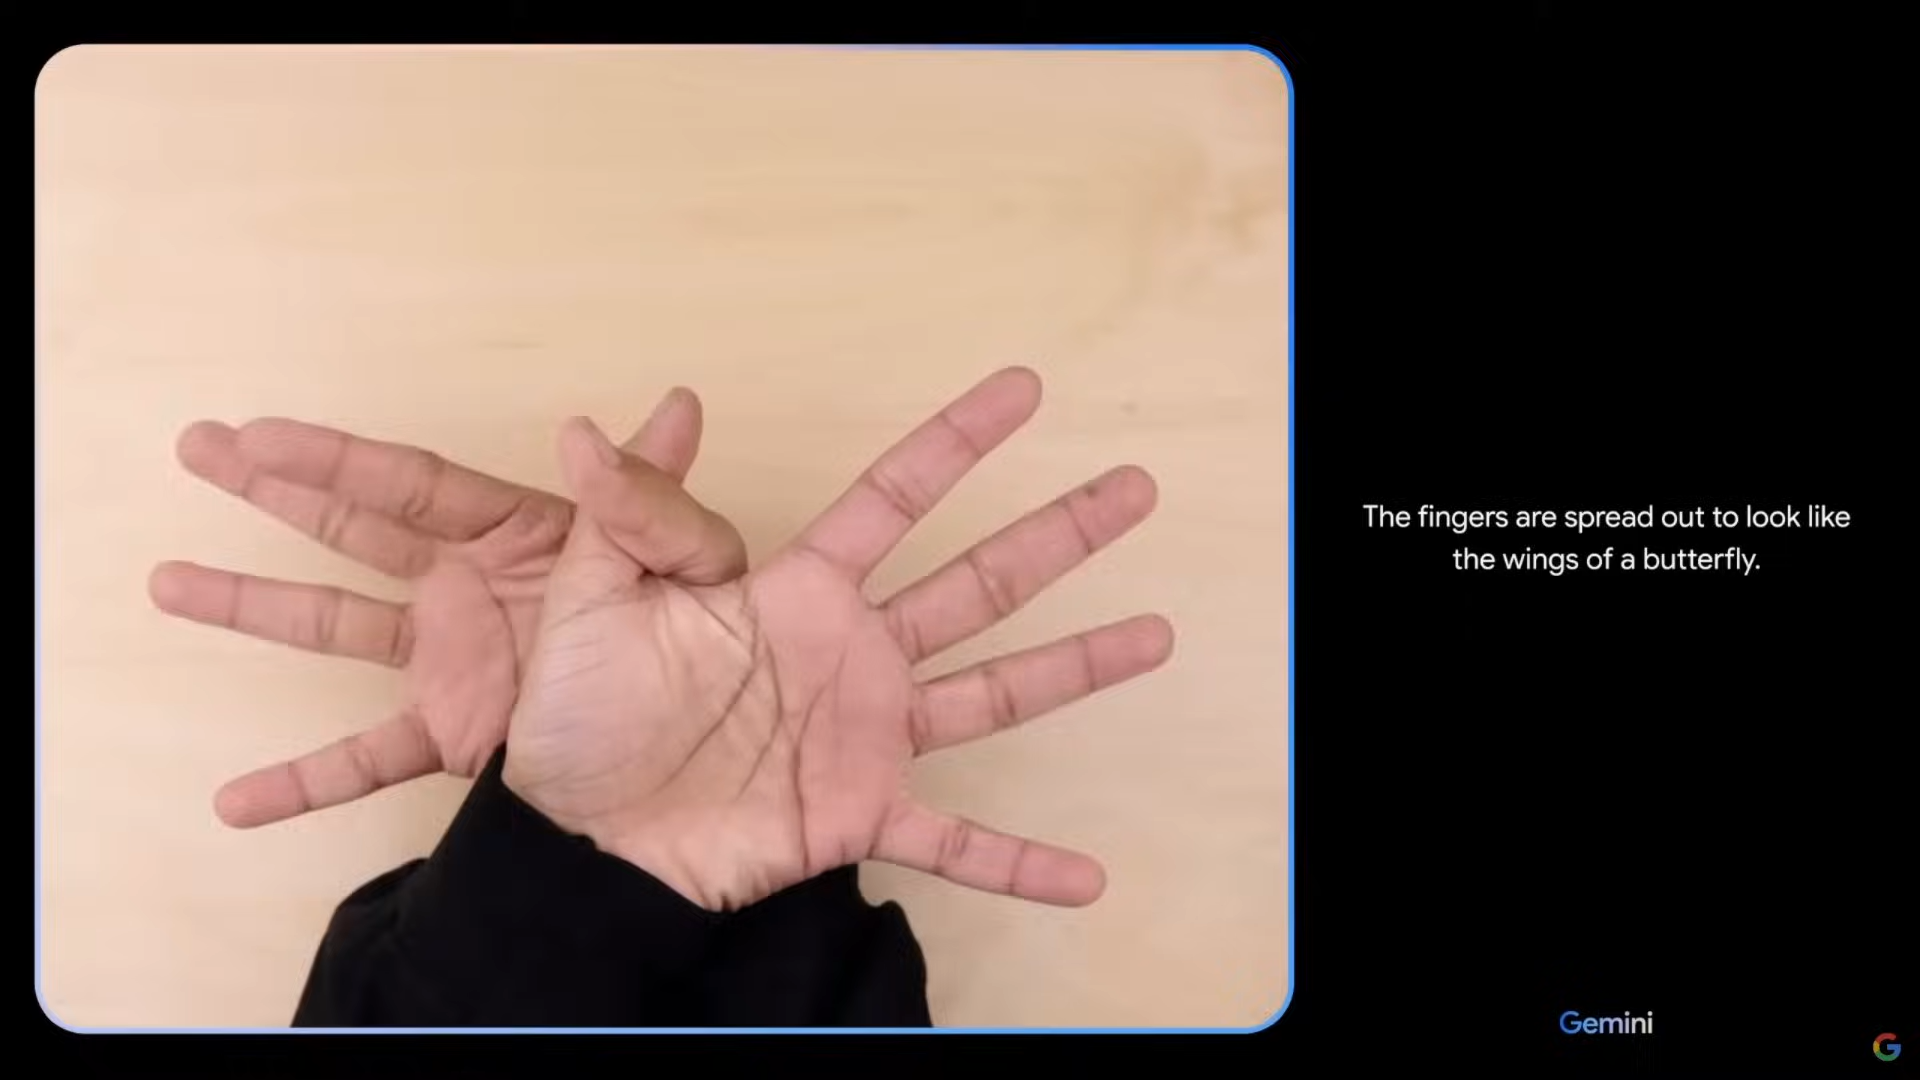 The fingers are spread out to look like
the wings of a butterfly.
Gemini